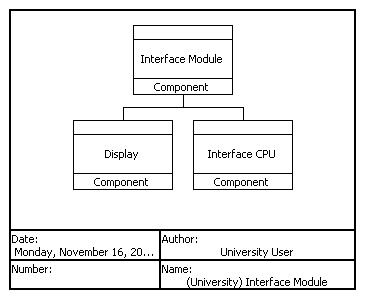 Interface Module
Component
Display
Interface CPU
Component
Component
Date:
Author:
Monday, November 16, 20...
University User
Number:
Name:
(University) Interface Module